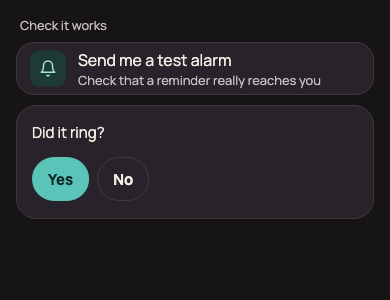 Check it works
Send me a test alarm
Check that a reminder really reaches you
Did it ring?
Yes
No